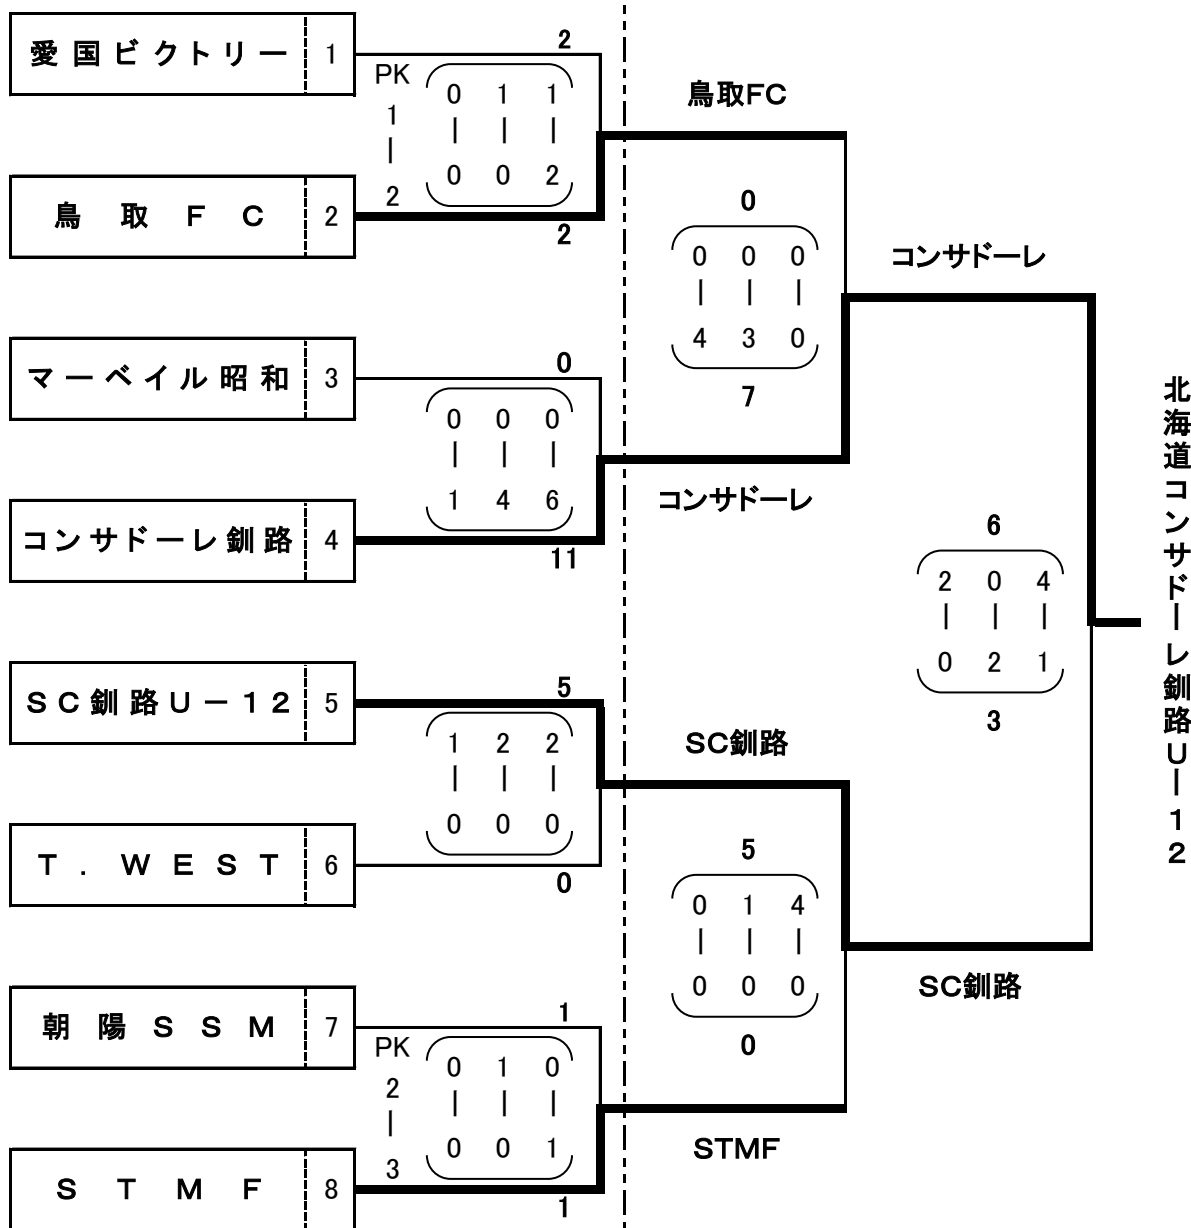 愛国ビクトリー 1
2
PK
1
|
2
0 1 1
| | |
0 0 2
鳥取FC 2
2
マーベイル昭和 3
0
0 0 0
| | |
1 4 6
コンサドーレ釧路 4
11
SC釧路U－12 5
5
1 2 2
| | |
0 0 0
T．WEST 6
0
朝陽SSM 7
1
PK
2
|
3
0 1 0
| | |
0 0 1
STMF 8
1
鳥取FC
0
0 0 0
| | |
4 3 0
7
コンサドーレ
SC釧路
5
0 1 4
| | |
0 0 0
0
STMF
コンサドーレ
6
2 0 4
| | |
0 2 1
3
SC釧路
北海道コンサドーレ釧路U－12